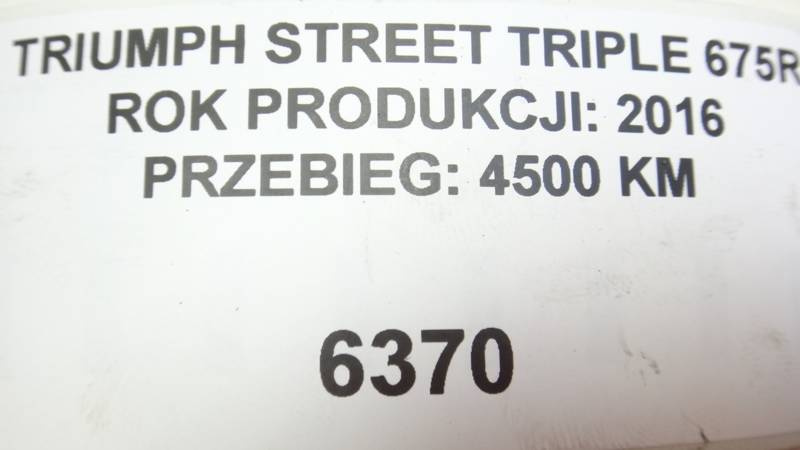 TRIUMPH STREET TRIPLE 675R
ROK PRODUKCJI: 2016
PRZEBIEG: 4500 KM
6370